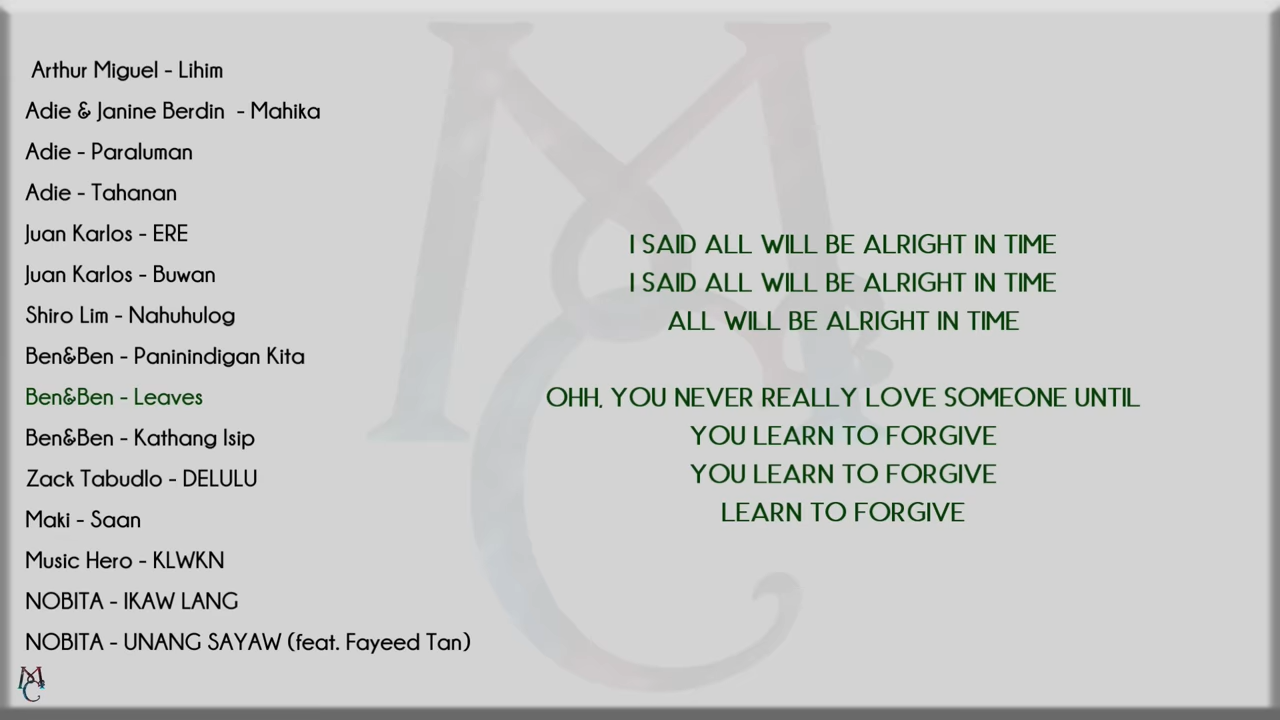 Arthur Miguel - Lihim
Adie & Janine Berdin - Mahika
Adie - Paraluman
Adie - Tahanan
Juan Karlos - ERE
Juan Karlos - Buwan
Shiro Lim - Nahuhulog
Ben&Ben - Paninindigan Kita
Ben&Ben - Leaves
Ben&Ben - Kathang Isip
Zack Tabudlo - DELULU
Maki - Saan
Music Hero - KLWKN
NOBITA - IKAW LANG
NOBITA - UNANG SAYAW (feat. Fayeed Tan)
I SAID ALL WILL BE ALRIGHT IN TIME
I SAID ALL WILL BE ALRIGHT IN TIME
ALL WILL BE ALRIGHT IN TIME
OHH, YOU NEVER REALLY LOVE SOMEONE UNTIL
YOU LEARN TO FORGIVE
YOU LEARN TO FORGIVE
LEARN TO FORGIVE